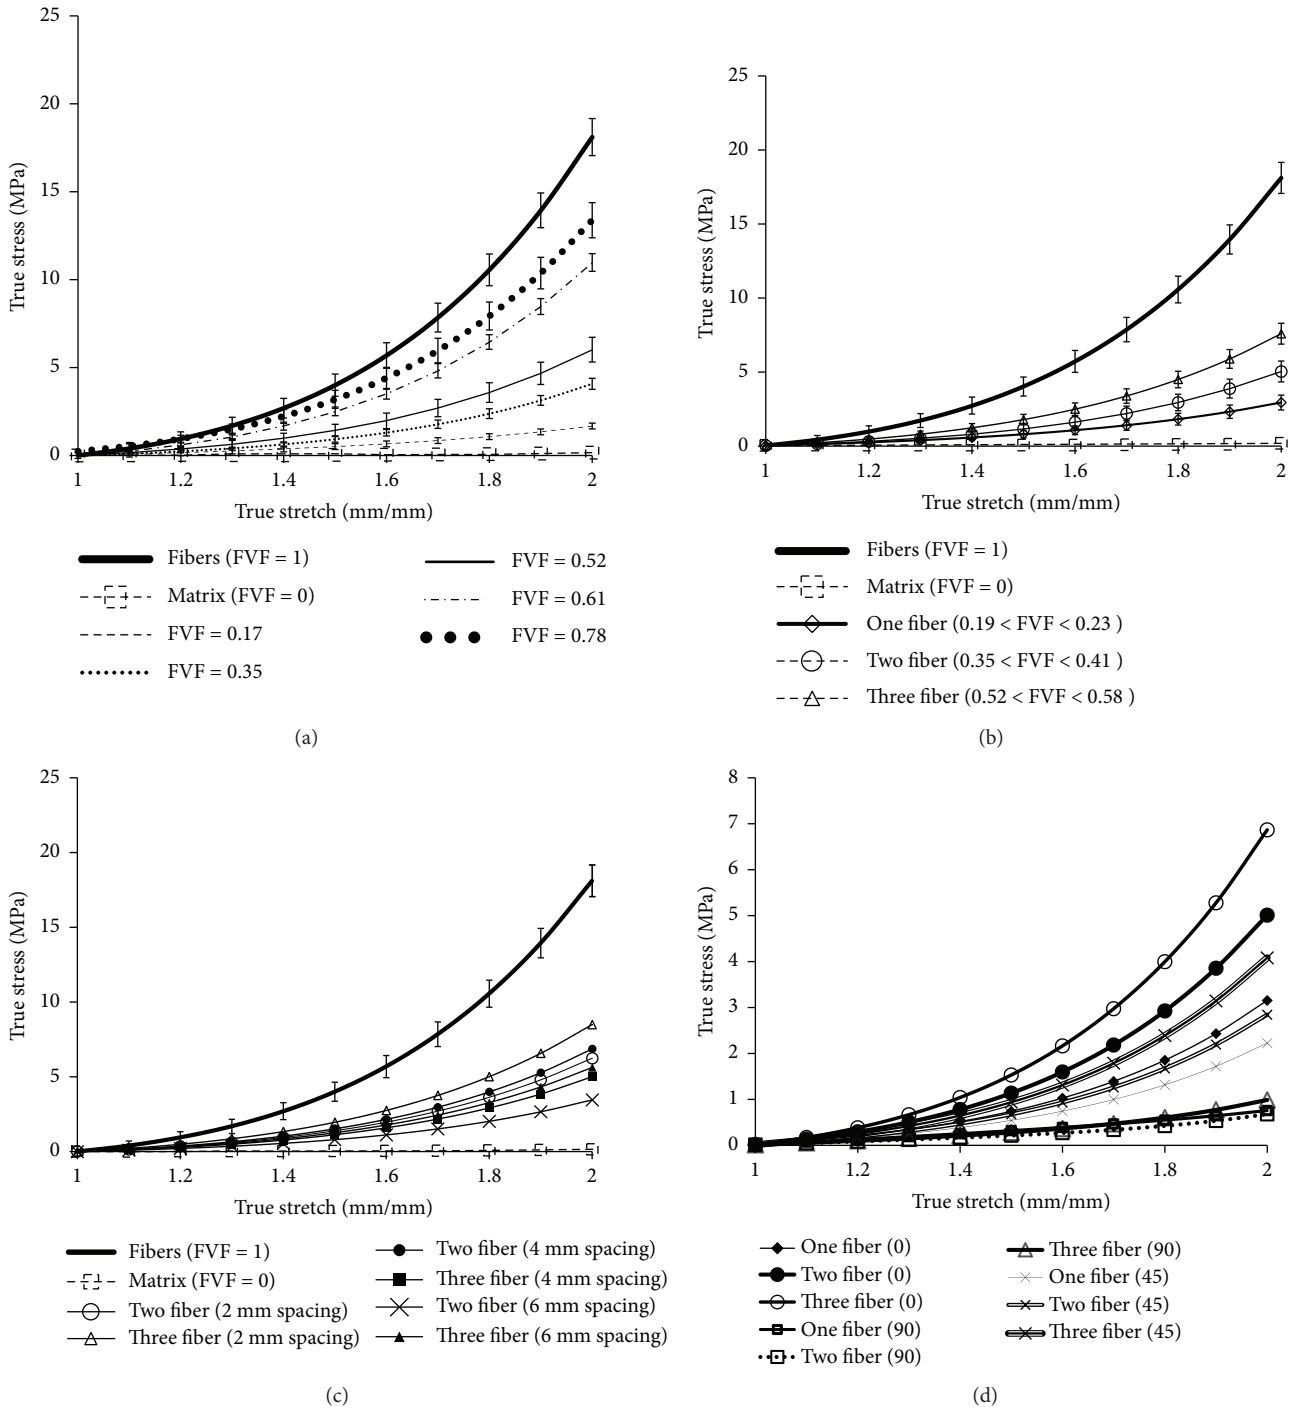 25
20
15
10
5
0
1
1.2
1.4
1.6
1.8
2
True stress (MPa)
True stretch (mm/mm)
Fibers (FVF = 1)
Matrix (FVF = 0)
FVF = 0.17
FVF = 0.35
FVF = 0.52
FVF = 0.61
FVF = 0.78
(a)
25
20
15
10
5
0
1
1.2
1.4
1.6
1.8
2
True stress (MPa)
True stretch (mm/mm)
Fibers (FVF = 1)
Matrix (FVF = 0)
One fiber (0.19 < FVF < 0.23 )
Two fiber (0.35 < FVF < 0.41 )
Three fiber (0.52 < FVF < 0.58 )
(b)
25
20
15
10
5
0
1
1.2
1.4
1.6
1.8
2
True stress (MPa)
True stretch (mm/mm)
Fibers (FVF = 1)
Matrix (FVF = 0)
Two fiber (2 mm spacing)
Three fiber (2 mm spacing)
Two fiber (4 mm spacing)
Three fiber (4 mm spacing)
Two fiber (6 mm spacing)
Three fiber (6 mm spacing)
(c)
8
7
6
5
4
3
2
1
0
1
1.2
1.4
1.6
1.8
2
True stress (MPa)
True stretch (mm/mm)
One fiber (0)
Two fiber (0)
Three fiber (0)
One fiber (90)
Two fiber (90)
Three fiber (90)
One fiber (45)
Two fiber (45)
Three fiber (45)
(d)